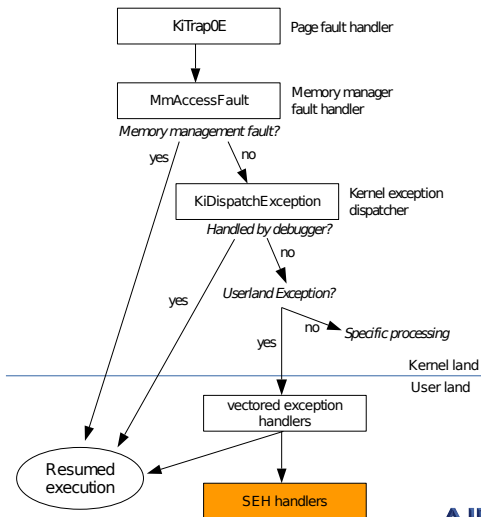 KiTrap0E
Page fault handler
MmAccessFault
Memory manager
fault handler
Memory management fault?
yes
no
KiDispatchException
Kernel exception
dispatcher
Handled by debugger?
no
yes
Userland Exception?
no
Specific processing
yes
Kernel land
User land
vectored exception
handlers
Resumed
execution
SEH handlers